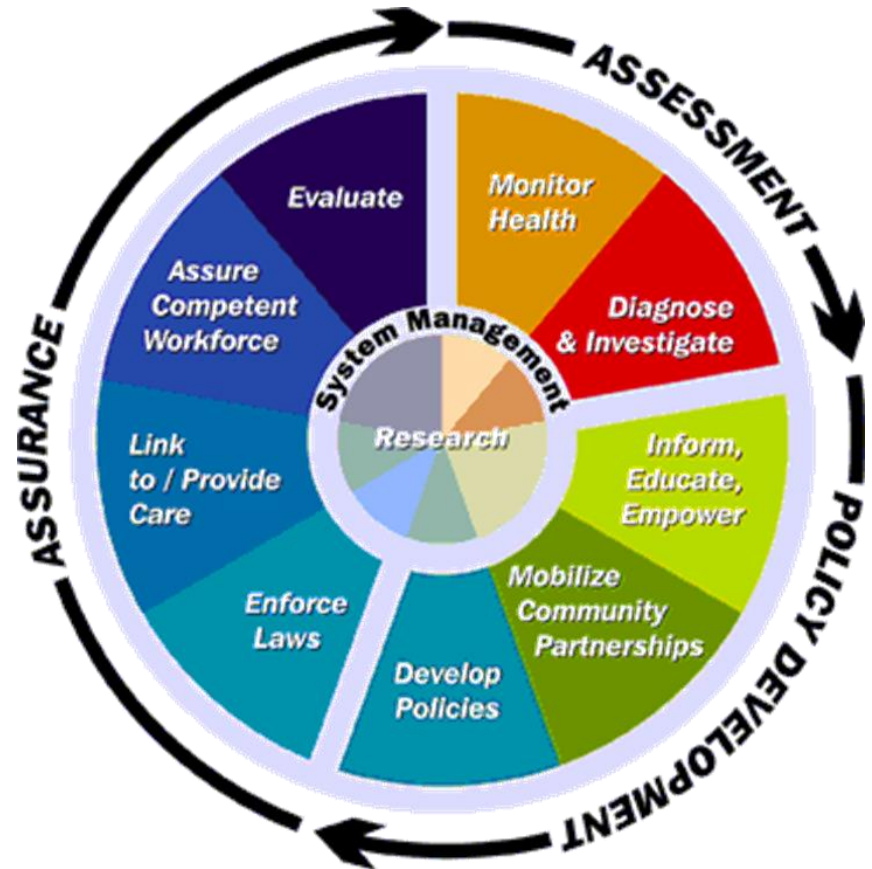 ASSESSMENT
Monitor
Health
Diagnose
& Investigate
POLICY DEVELOPMENT
Inform,
Educate,
Empower
Mobilize
Community
Partnerships
Develop
Policies
ASSURANCE
Enforce
Laws
Link
to / Provide
Care
Assure
Competent
Workforce
Evaluate
System Management
Research